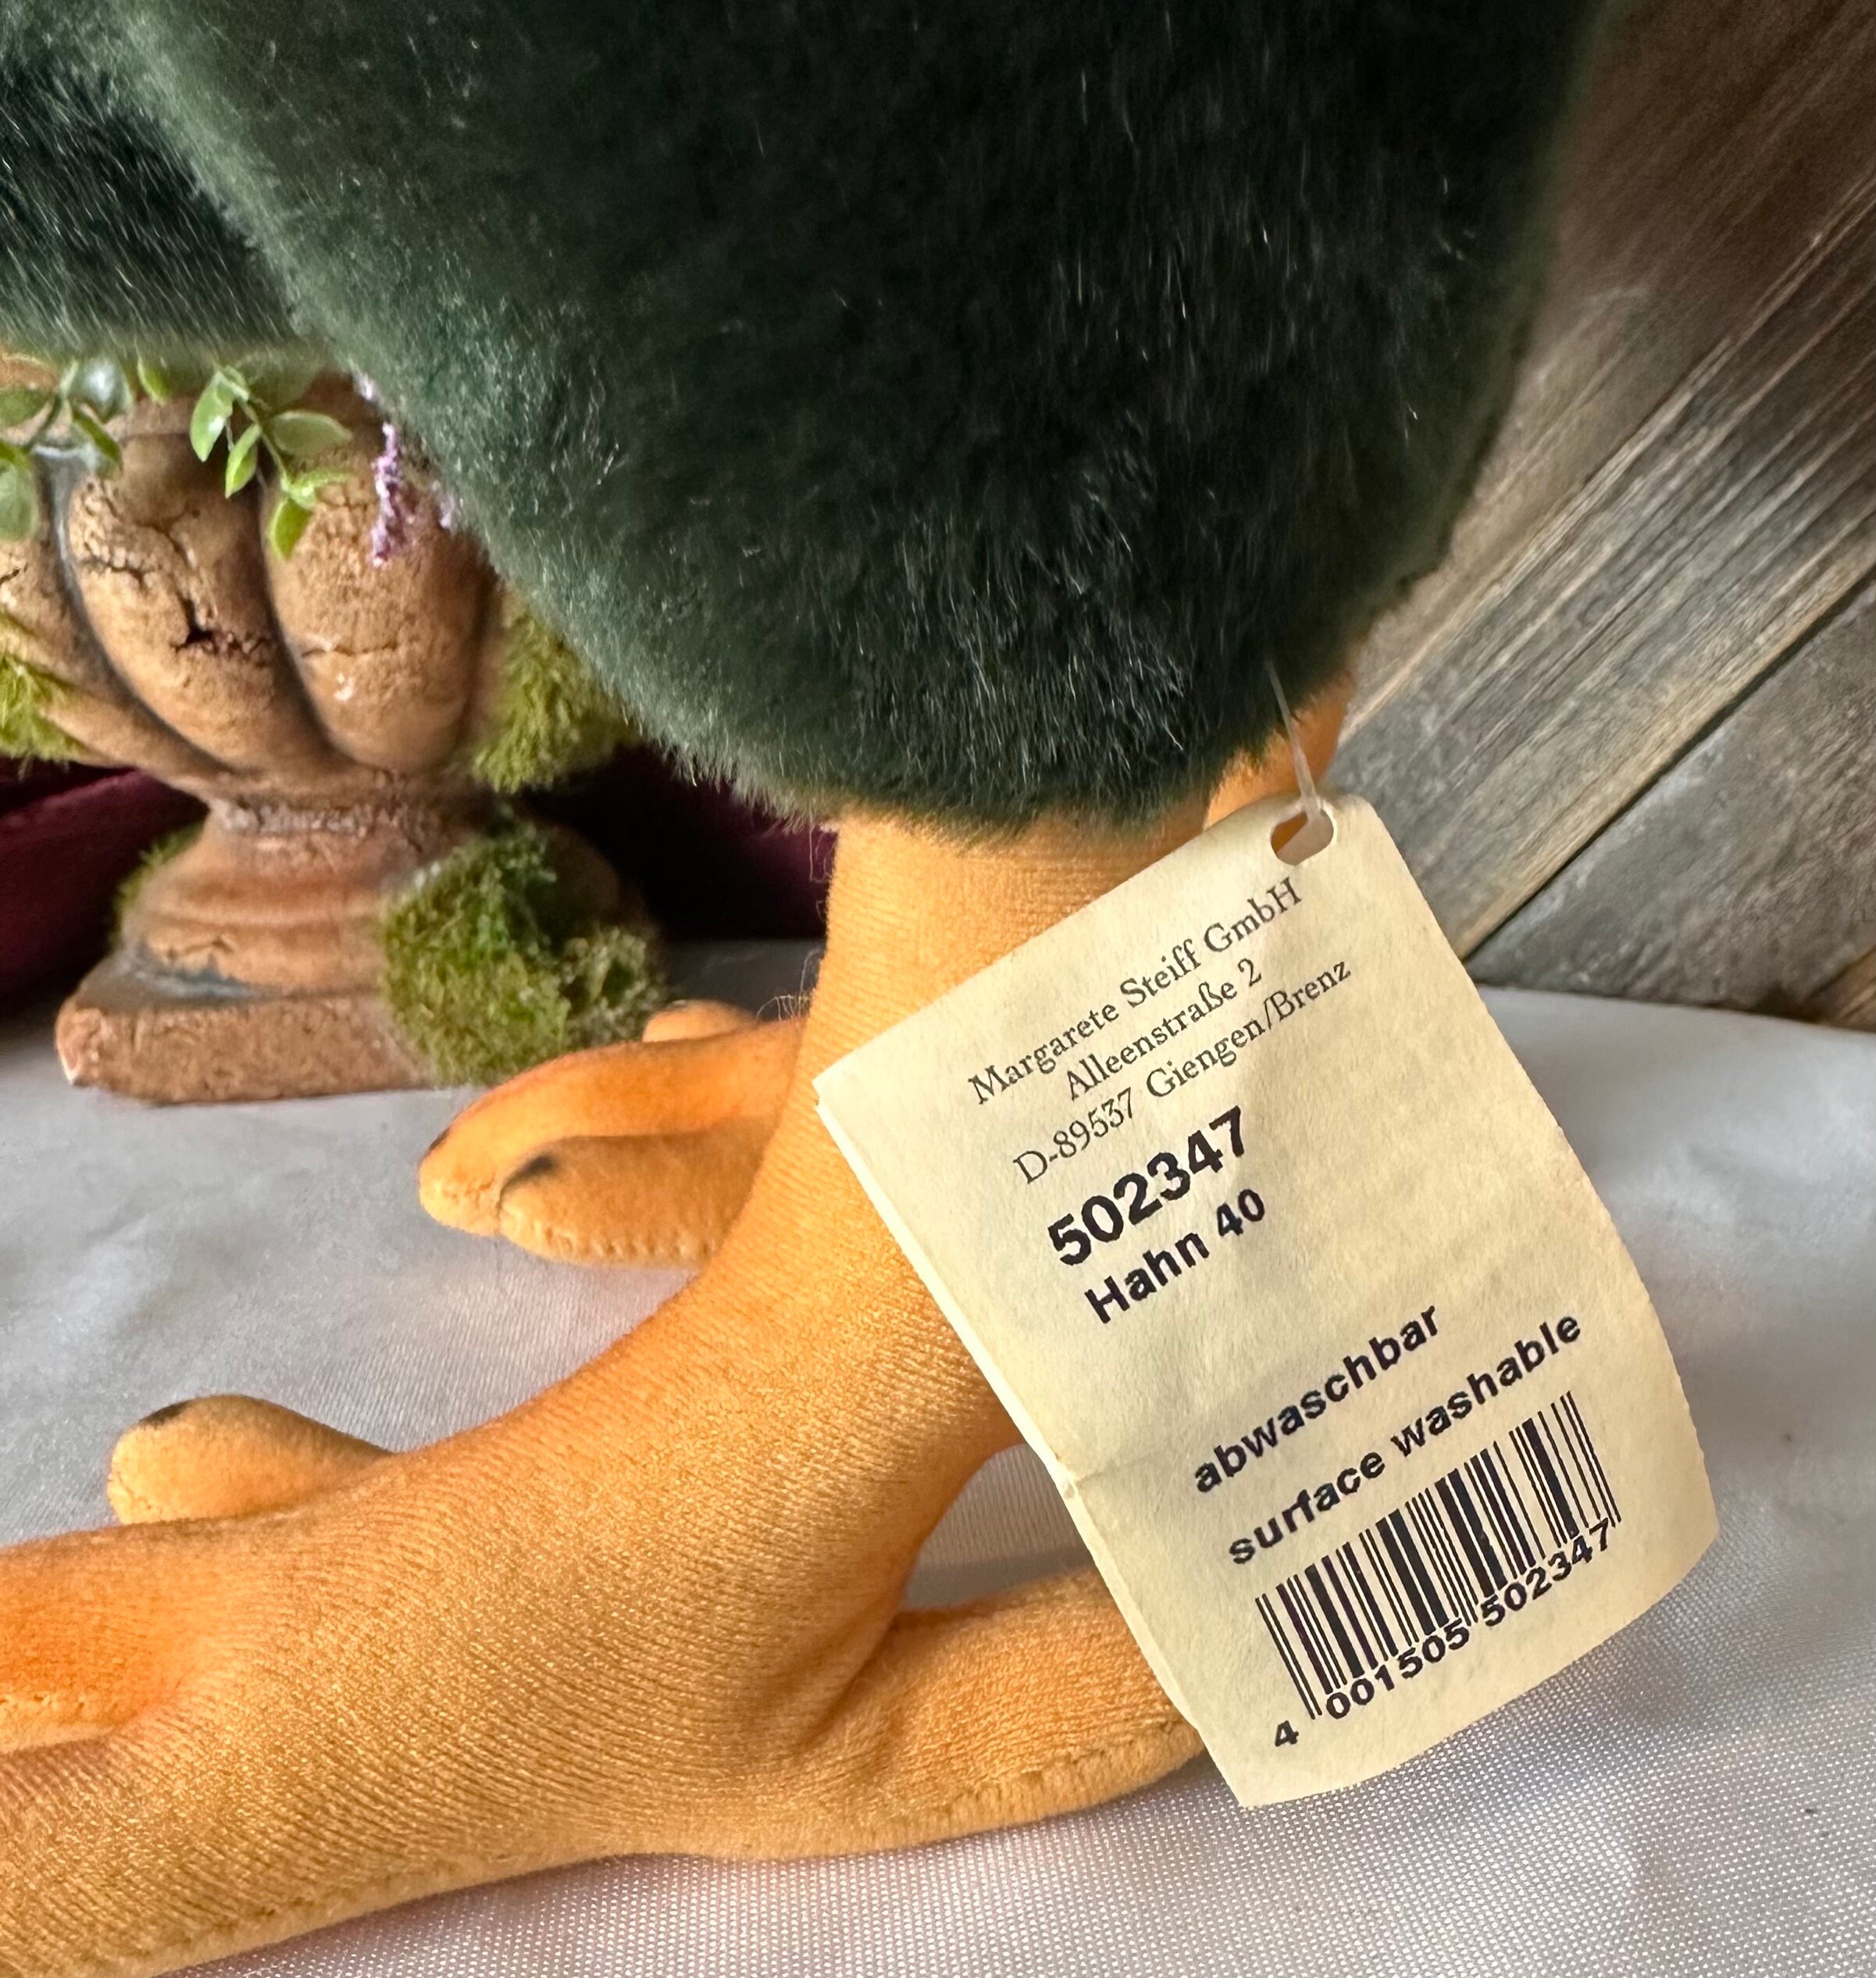 Margarete Steiff GmbH
Alleenstraße 2
D-89537 Giengen/Brenz
502347
Hahn 40
abwaschbar
surface washable
4 001505 502347